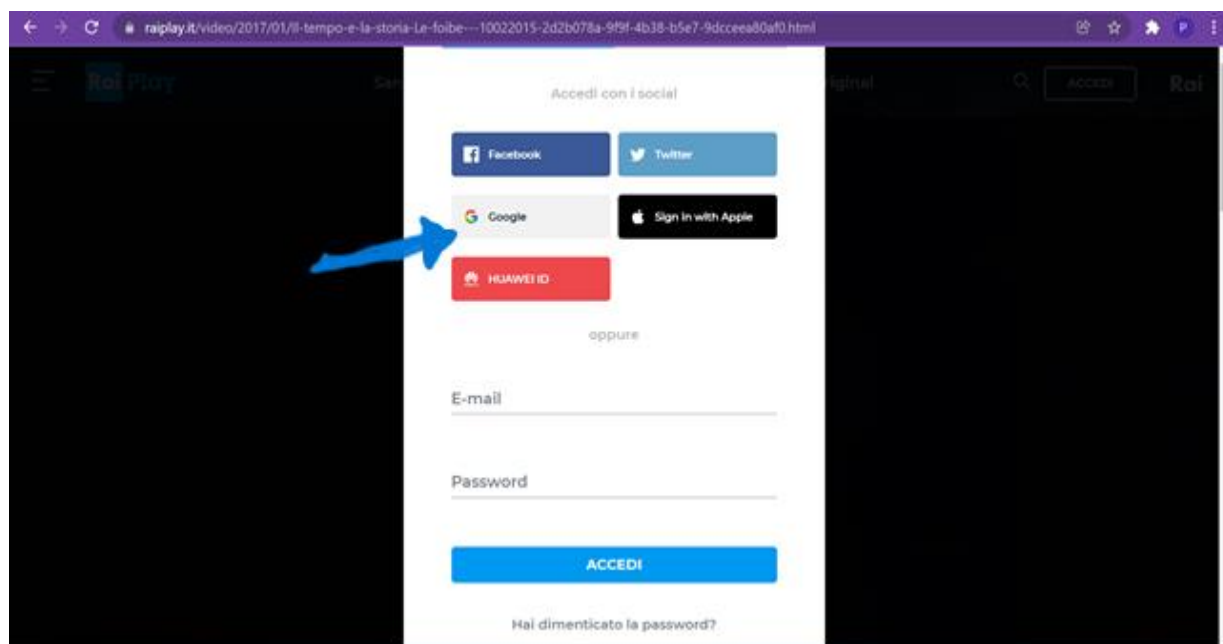 raiplay.it/video/2017/01/Il-tempo-e-la-storia-Le-foibe---10022015-2d2b078a-9f9f-4b38-b5e7-9dcceea80af0.html
P
Rai Play
ACCEDI
Rai
Accedi con i social
Facebook
Twitter
Google
Sign in with Apple
HUAWEI ID
oppure
E-mail
Password
ACCEDI
Hai dimenticato la password?